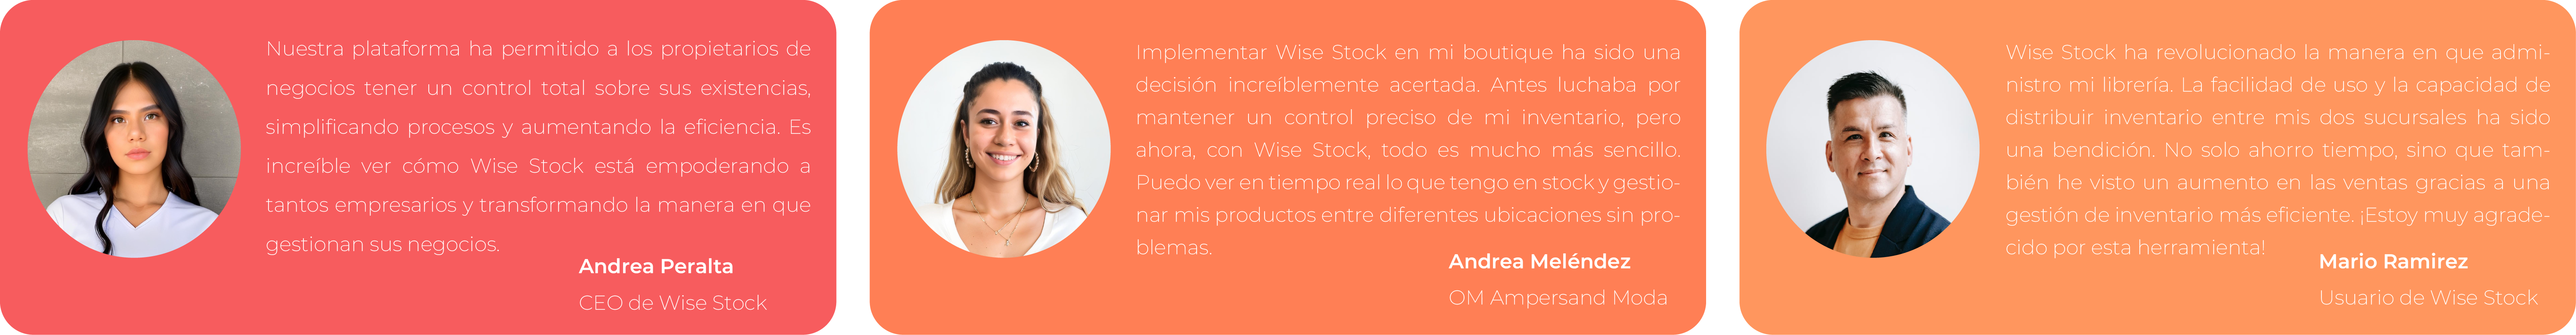 Nuestra plataforma ha permitido a los propietarios de
negocios tener un control total sobre sus existencias,
simplificando procesos y aumentando la eficiencia. Es
increíble ver cómo Wise Stock está empoderando a
tantos empresarios y transformando la manera en que
gestionan sus negocios.
Andrea Peralta
CEO de Wise Stock
Implementar Wise Stock en mi boutique ha sido una
decisión increíblemente acertada. Antes luchaba por
mantener un control preciso de mi inventario, pero
ahora, con Wise Stock, todo es mucho más sencillo.
Puedo ver en tiempo real lo que tengo en stock y gestio-
nar mis productos entre diferentes ubicaciones sin pro-
blemas.
Andrea Meléndez
OM Ampersand Moda
Wise Stock ha revolucionado la manera en que admi-
nistro mi librería. La facilidad de uso y la capacidad de
distribuir inventario entre mis dos sucursales ha sido
una bendición. No solo ahorro tiempo, sino que tam-
bién he visto un aumento en las ventas gracias a una
gestión de inventario más eficiente. ¡Estoy muy agrade-
cido por esta herramienta!
Mario Ramirez
Usuario de Wise Stock